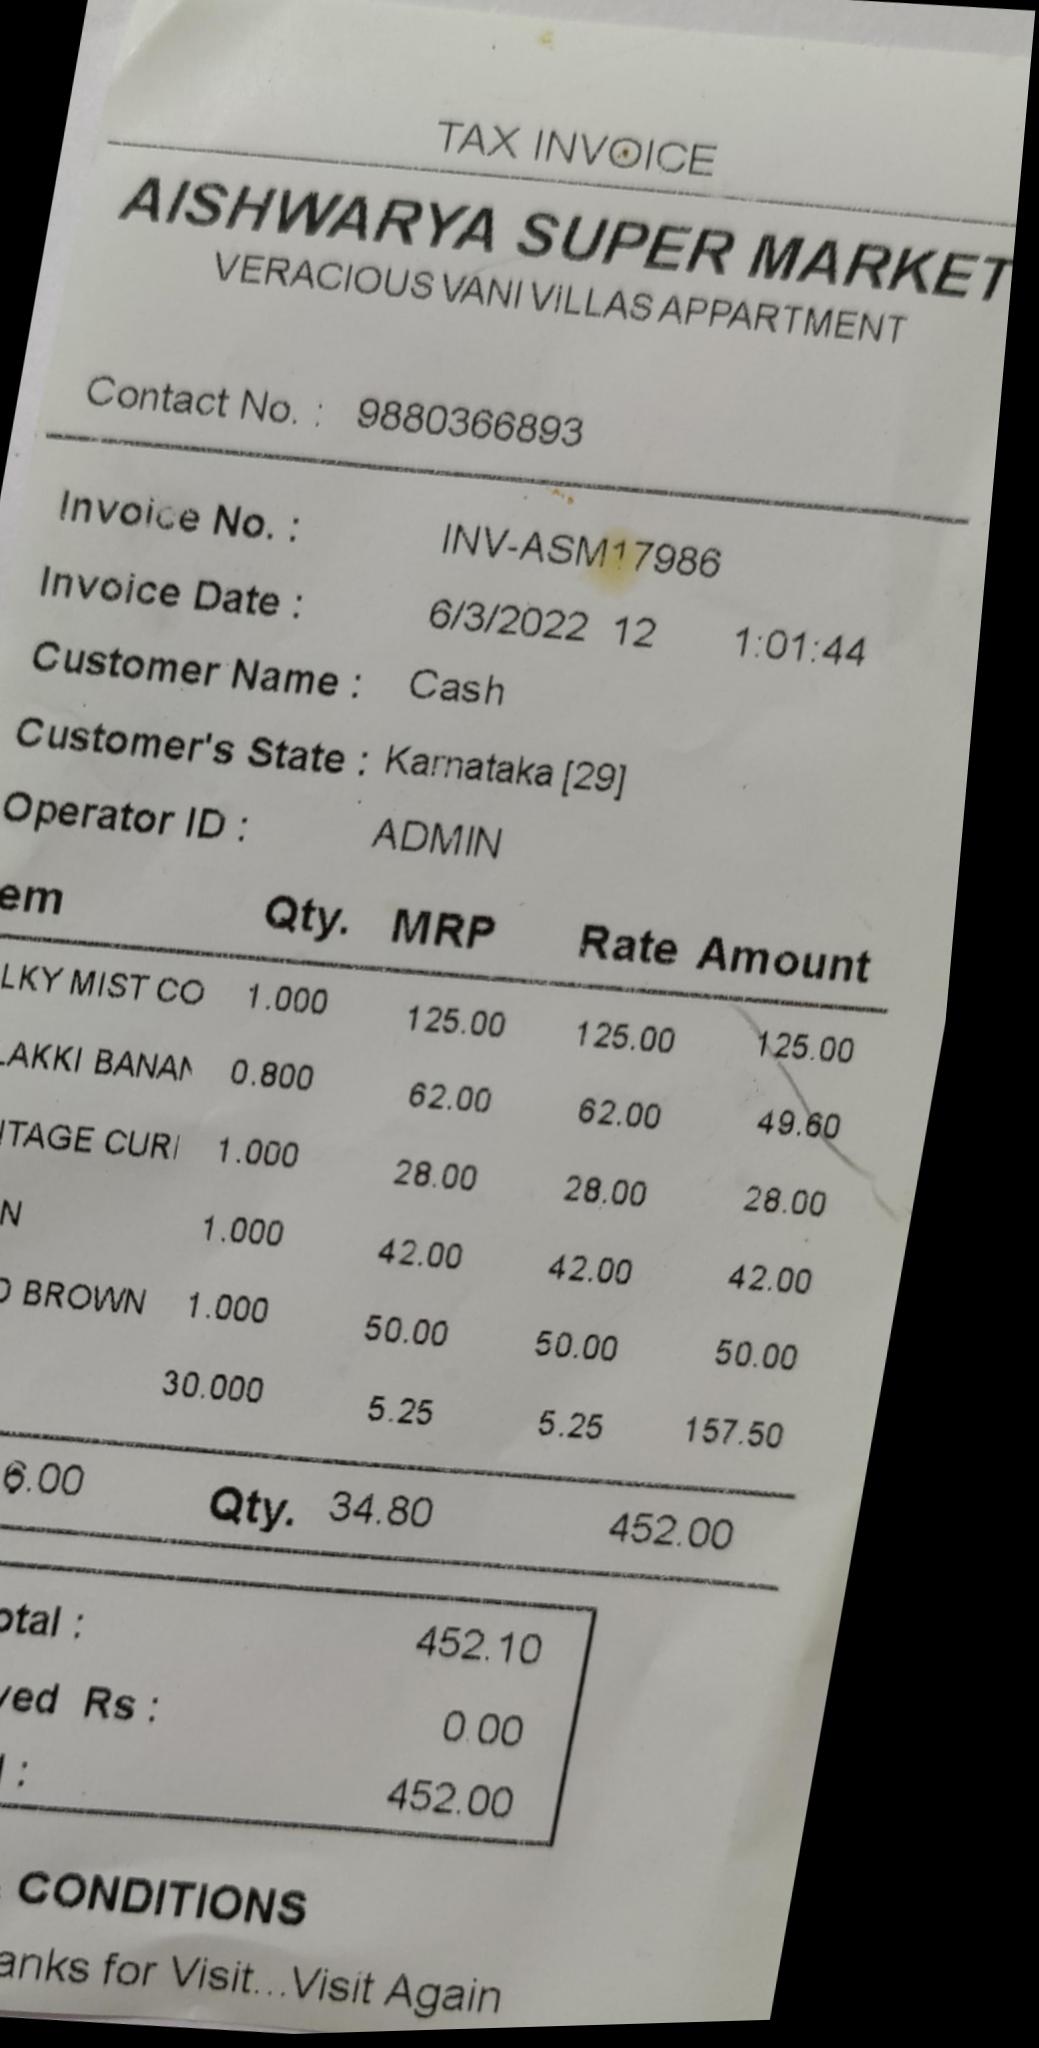 TAX INVOICE
AISHWARYA SUPER MARKET
VERACIOUS VANI ViLLAS APPARTMENT
Contact No. : 9880366893
Invoice No. : INV-ASM17986
Invoice Date : 6/3/2022 12 1:01:44
Customer Name : Cash
Customer's State : Karnataka [29]
Operator ID : ADMIN
em Qty. MRP Rate Amount
LKY MIST CO 1.000 125.00 125.00 125.00
LAKKI BANAN 0.800 62.00 62.00 49.60
ITAGE CUR 1.000 28.00 28.00 28.00
N 1.000 42.00 42.00 42.00
D BROWN 1.000 50.00 50.00 50.00
30.000 5.25 5.25 157.50
6.00 Qty. 34.80 452.00
otal : 452.10
ved Rs : 0.00
l : 452.00
CONDITIONS
anks for Visit...Visit Again